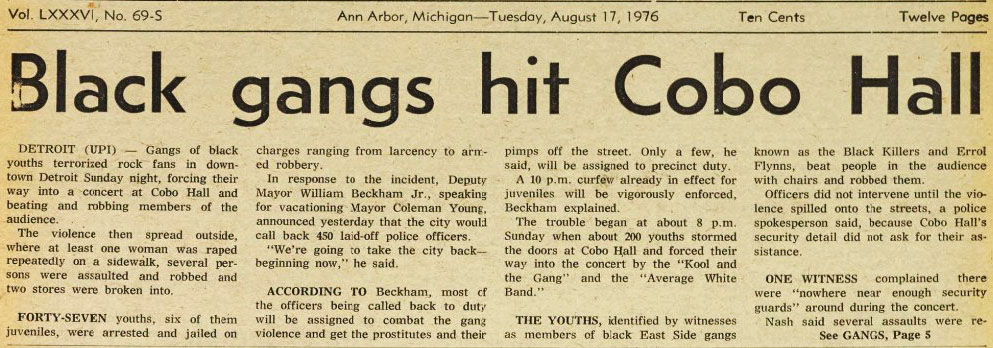 Vol. LXXXVI, No. 69-S
Ann Arbor, Michigan—Tuesday, August 17, 1976
Ten Cents
Twelve Pages
Black gangs hit Cobo Hall
DETROIT (UPI) — Gangs of black
youths terrorized rock fans in down-
town Detroit Sunday night, forcing their
way into a concert at Cobo Hall and
beating and robbing members of the
audience.
The violence then spread outside,
where at least one woman was raped
repeatedly on a sidewalk, several per-
sons were assaulted and robbed and
two stores were broken into.
FORTY-SEVEN youths, six of them
juveniles, were arrested and jailed on
charges ranging from larcency to arm-
ed robbery.
In response to the incident, Deputy
Mayor William Beckham Jr., speaking
for vacationing Mayor Coleman Young,
announced yesterday that the city would
call back 450 laid-off police officers.
"We're going to take the city back—
beginning now," he said.
ACCORDING TO Beckham, most of
the officers being called back to duty
will be assigned to combat the gang
violence and get the prostitutes and their
pimps off the street. Only a few, he
said, will be assigned to precinct duty.
A 10 p.m. curfew already in effect for
juveniles will be vigorously enforced,
Beckham explained.
The trouble began at about 8 p.m.
Sunday when about 200 youths stormed
the doors at Cobo Hall and forced their
way into the concert by the "Kool and
the Gang" and the "Average White
Band."
THE YOUTHS, identified by witnesses
as members of black East Side gangs
known as the Black Killers and Errol
Flynns, beat people in the audience
with chairs and robbed them.
Officers did not intervene until the vio-
lence spilled onto the streets, a police
spokesperson said, because Cobo Hall's
security detail did not ask for their as-
sistance.
ONE WITNESS complained there
were "nowhere near enough security
guards" around during the concert.
Nash said several assaults were re-
See GANGS, Page 5